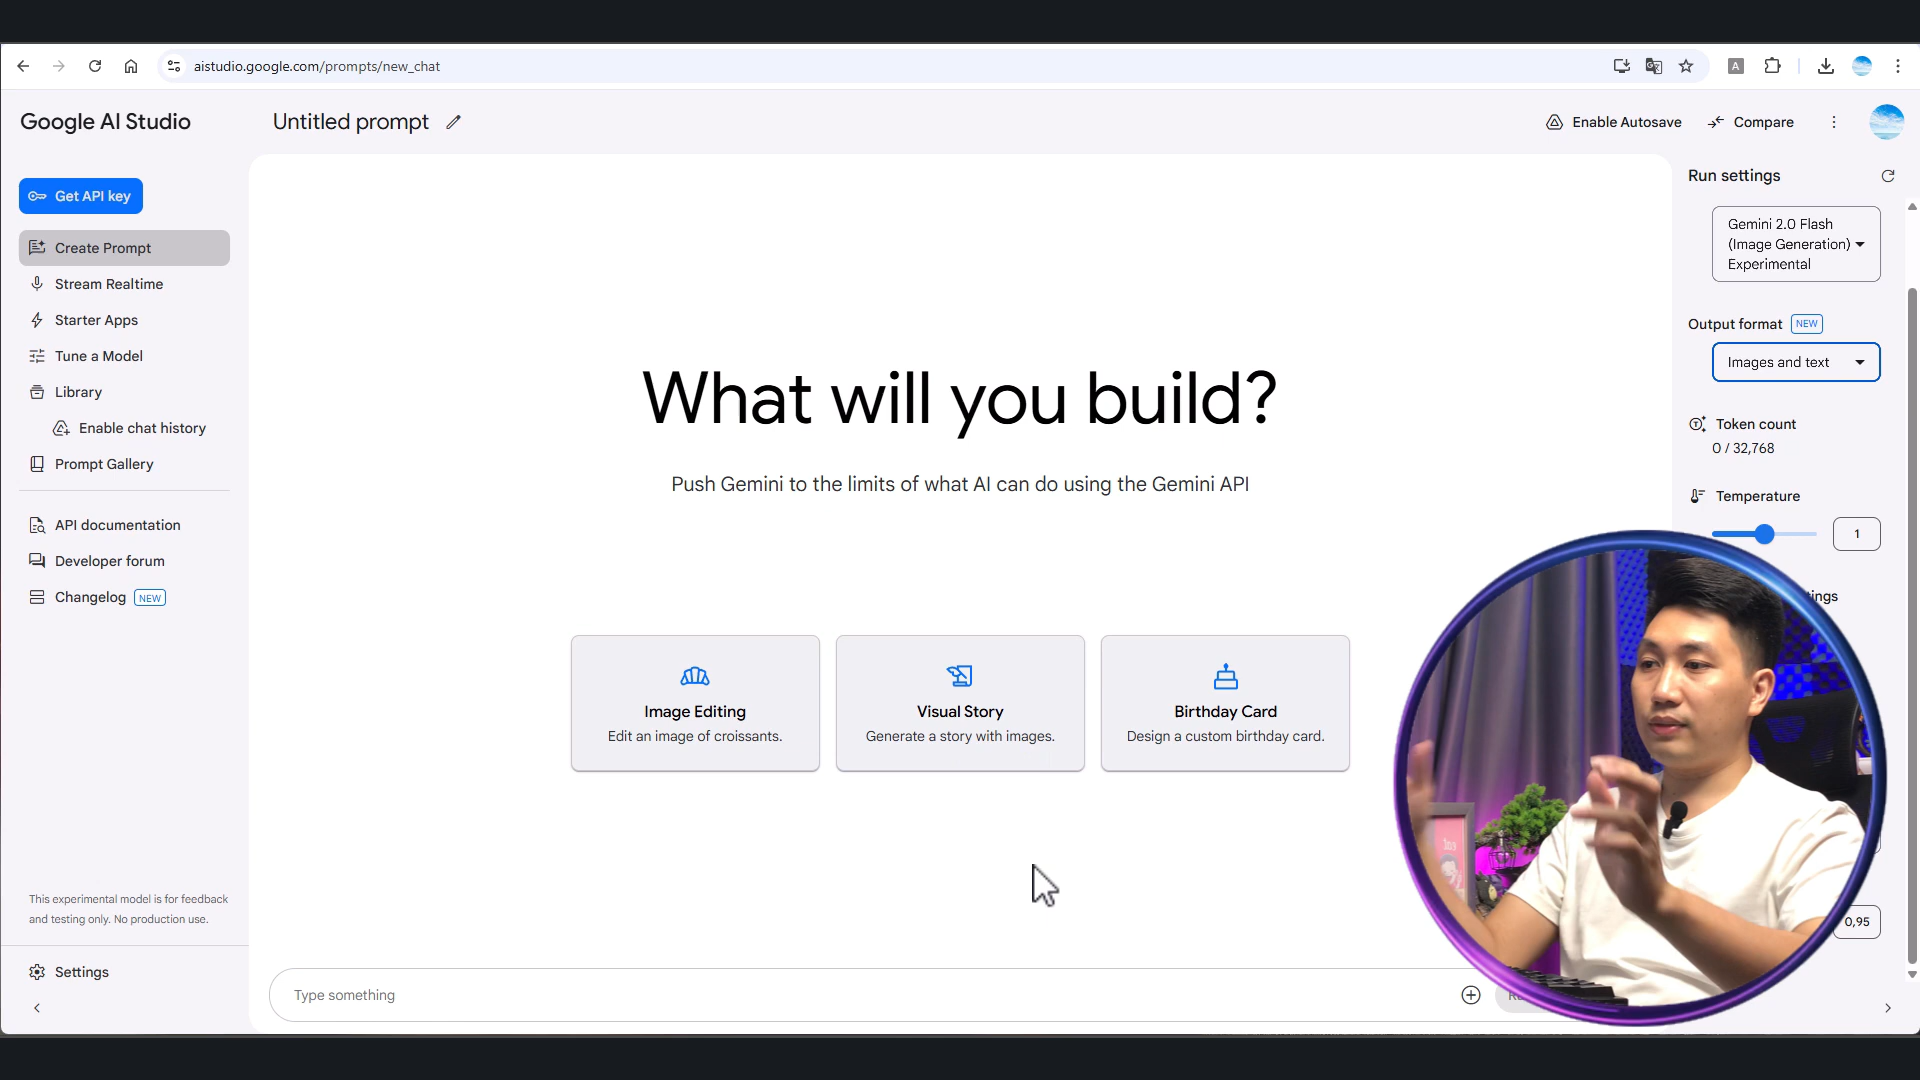 aistudio.google.com/prompts/new_chat
A
Google AI Studio
Untitled prompt
Enable Autosave
Compare
Get API key
Create Prompt
Stream Realtime
Starter Apps
Tune a Model
Library
Enable chat history
Prompt Gallery
API documentation
Developer forum
Changelog NEW
This experimental model is for feedback
and testing only. No production use.
Settings
What will you build?
Push Gemini to the limits of what AI can do using the Gemini API
Image Editing
Edit an image of croissants.
Visual Story
Generate a story with images.
Birthday Card
Design a custom birthday card.
Type something
Run settings
Gemini 2.0 Flash
(Image Generation)
Experimental
Output format NEW
Images and text
Token count
0 / 32,768
Temperature
1
0,95